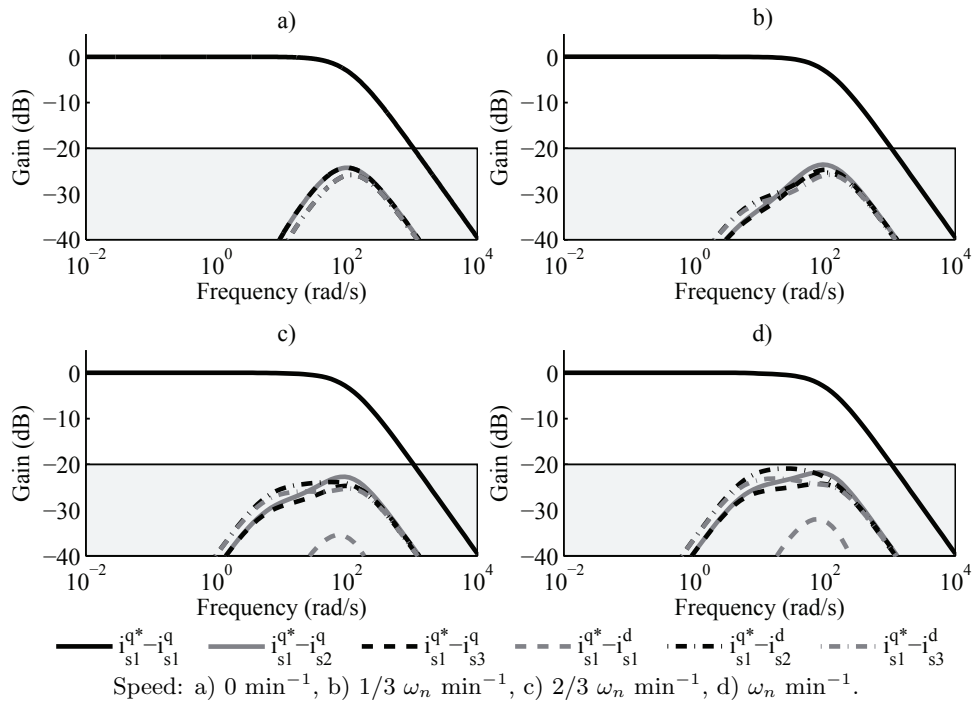 a)
Gain (dB)
0
−10
−20
−30
−40
10^−2 10^0 10^2 10^4
Frequency (rad/s)
b)
Gain (dB)
0
−10
−20
−30
−40
10^−2 10^0 10^2 10^4
Frequency (rad/s)
c)
Gain (dB)
0
−10
−20
−30
−40
10^−2 10^0 10^2 10^4
Frequency (rad/s)
d)
Gain (dB)
0
−10
−20
−30
−40
10^−2 10^0 10^2 10^4
Frequency (rad/s)
i_s1^q*−i_s1^q i_s1^q*−i_s2^q i_s1^q*−i_s3^q i_s1^q*−i_s1^d i_s1^q*−i_s2^d i_s1^q*−i_s3^d
Speed: a) 0 min^−1, b) 1/3 ω_n min^−1, c) 2/3 ω_n min^−1, d) ω_n min^−1.